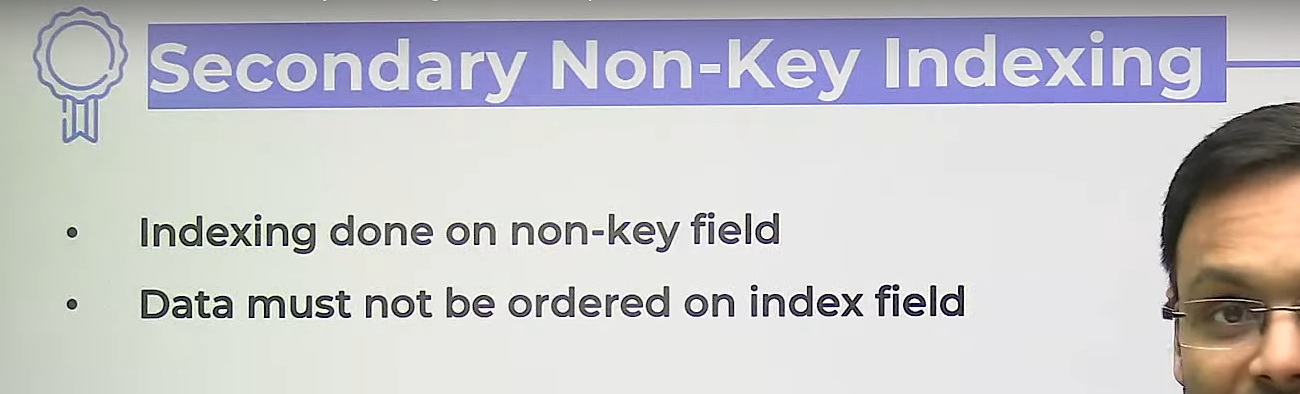 Secondary Non-Key Indexing
• Indexing done on non-key field
• Data must not be ordered on index field